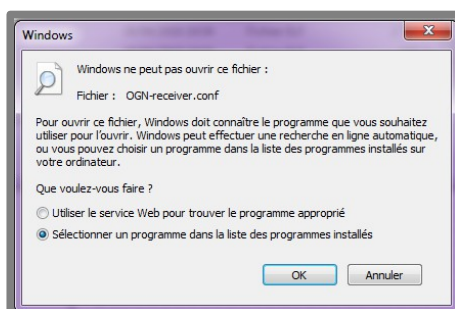 Windows
Windows ne peut pas ouvrir ce fichier :
Fichier : OGN-receiver.conf
Pour ouvrir ce fichier, Windows doit connaître le programme que vous souhaitez
utiliser pour l'ouvrir. Windows peut effectuer une recherche en ligne automatique,
ou vous pouvez choisir un programme dans la liste des programmes installés sur
votre ordinateur.
Que voulez-vous faire ?
Utiliser le service Web pour trouver le programme approprié
Sélectionner un programme dans la liste des programmes installés
OK
Annuler